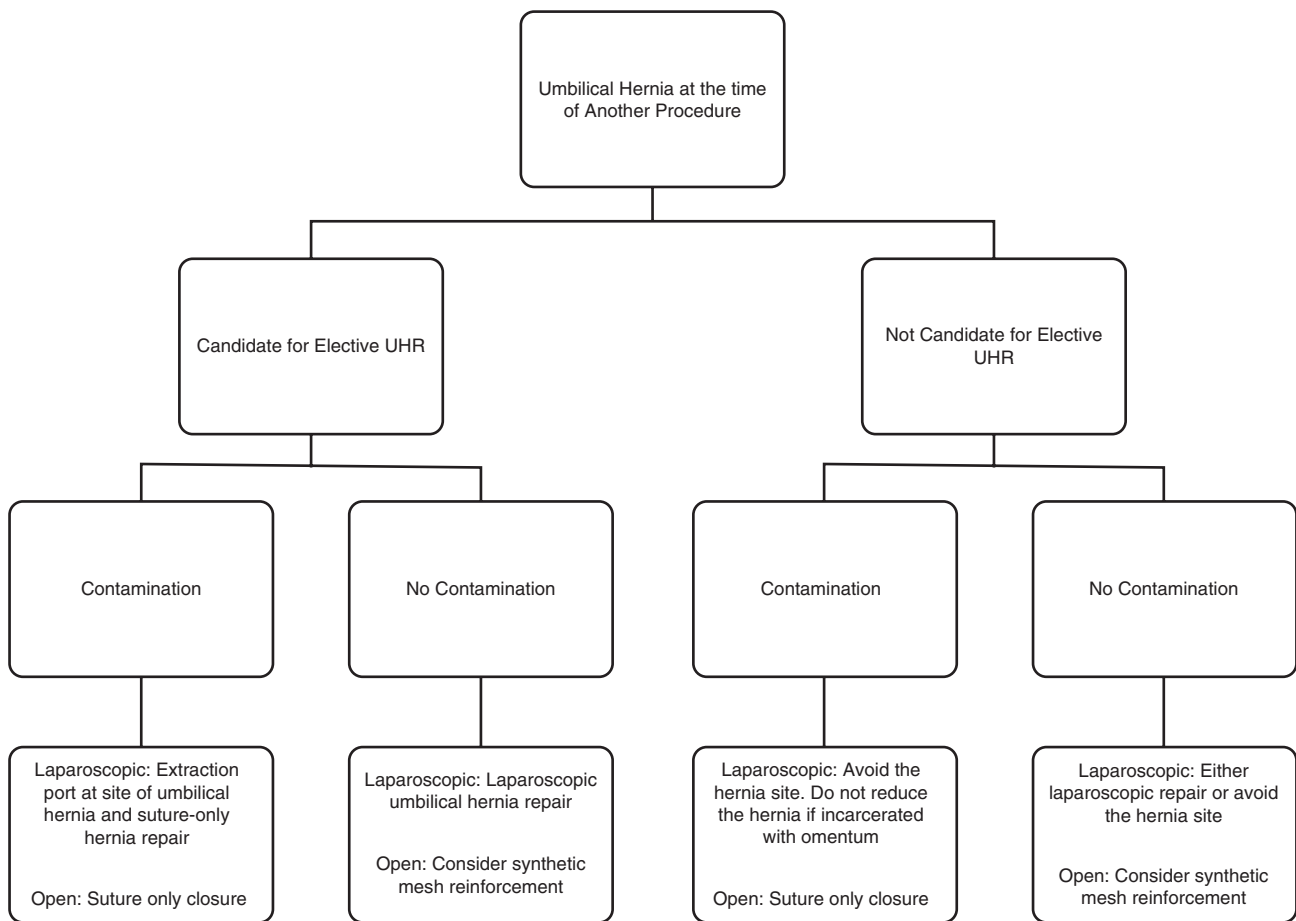 Umbilical Hernia at the time
of Another Procedure
Candidate for Elective UHR
Not Candidate for Elective
UHR
Contamination
No Contamination
Contamination
No Contamination
Laparoscopic: Extraction
port at site of umbilical
hernia and suture-only
hernia repair
Open: Suture only closure
Laparoscopic: Laparoscopic
umbilical hernia repair
Open: Consider synthetic
mesh reinforcement
Laparoscopic: Avoid the
hernia site. Do not reduce
the hernia if incarcerated
with omentum
Open: Suture only closure
Laparoscopic: Either
laparoscopic repair or avoid
the hernia site
Open: Consider synthetic
mesh reinforcement